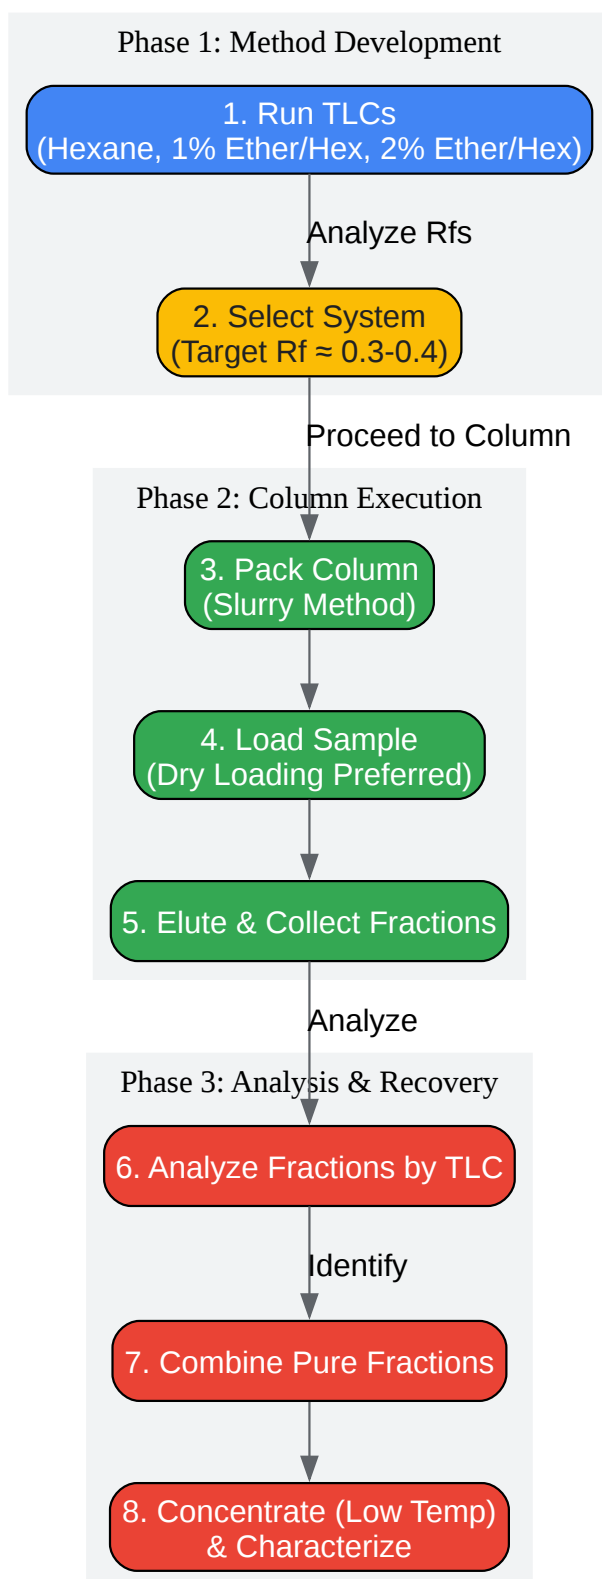 Phase 1: Method Development
1. Run TLCs
(Hexane, 1% Ether/Hex, 2% Ether/Hex)
Analyze Rfs
2. Select System
(Target Rf ≈ 0.3-0.4)
Proceed to Column
Phase 2: Column Execution
3. Pack Column
(Slurry Method)
4. Load Sample
(Dry Loading Preferred)
5. Elute & Collect Fractions
Analyze
Phase 3: Analysis & Recovery
6. Analyze Fractions by TLC
Identify
7. Combine Pure Fractions
8. Concentrate (Low Temp)
& Characterize